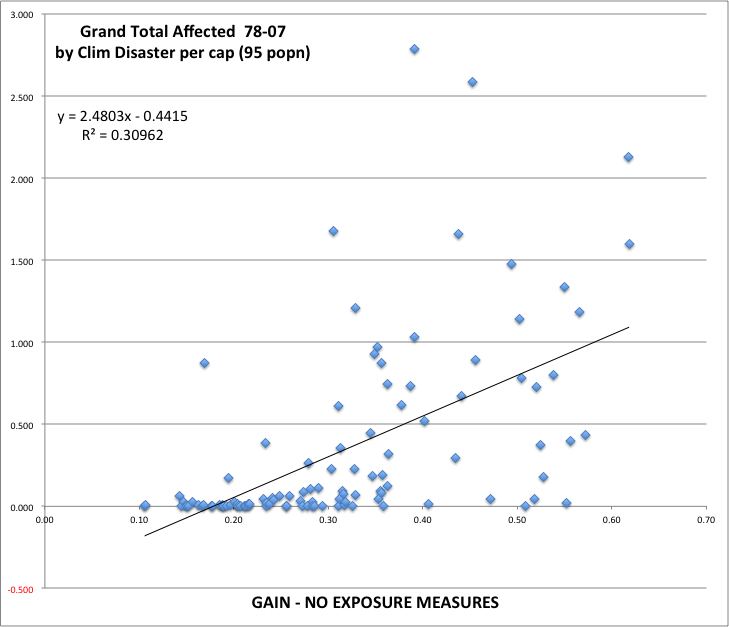 3.000
Grand Total Affected 78-07
by Clim Disaster per cap (95 popn)
2.500
y = 2.4803x - 0.4415
R² = 0.30962
2.000
1.500
1.000
0.500
0.000
0.00 0.10 0.20 0.30 0.40 0.50 0.60 0.70
-0.500
GAIN - NO EXPOSURE MEASURES